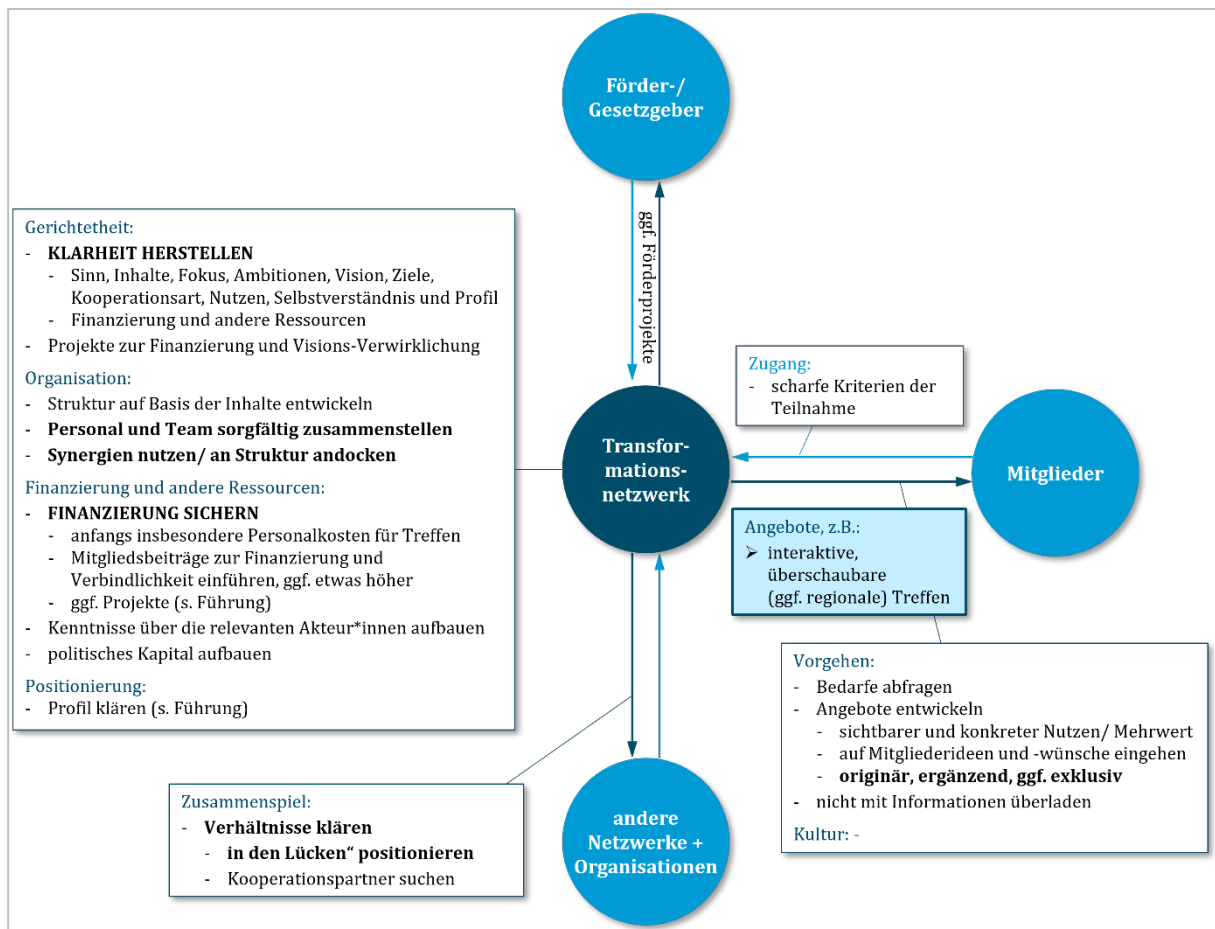 Förder-/
Gesetzgeber
ggf. Förderprojekte
Gerichtetheit:
- KLARHEIT HERSTELLEN
- Sinn, Inhalte, Fokus, Ambitionen, Vision, Ziele,
Kooperationsart, Nutzen, Selbstverständnis und Profil
- Finanzierung und andere Ressourcen
- Projekte zur Finanzierung und Visions-Verwirklichung
Organisation:
- Struktur auf Basis der Inhalte entwickeln
- Personal und Team sorgfältig zusammenstellen
- Synergien nutzen/ an Struktur andocken
Finanzierung und andere Ressourcen:
- FINANZIERUNG SICHERN
- anfangs insbesondere Personalkosten für Treffen
- Mitgliedsbeiträge zur Finanzierung und
Verbindlichkeit einführen, ggf. etwas höher
- ggf. Projekte (s. Führung)
- Kenntnisse über die relevanten Akteur*innen aufbauen
- politisches Kapital aufbauen
Positionierung:
- Profil klären (s. Führung)
Transfor-
mations-
netzwerk
Zugang:
- scharfe Kriterien der
Teilnahme
Mitglieder
Angebote, z.B.:
➢ interaktive,
überschaubare
(ggf. regionale) Treffen
Vorgehen:
- Bedarfe abfragen
- Angebote entwickeln
- sichtbarer und konkreter Nutzen/ Mehrwert
- auf Mitgliederideen und -wünsche eingehen
- originär, ergänzend, ggf. exklusiv
- nicht mit Informationen überladen
Kultur: -
Zusammenspiel:
- Verhältnisse klären
- in den Lücken“ positionieren
- Kooperationspartner suchen
andere
Netzwerke +
Organisationen